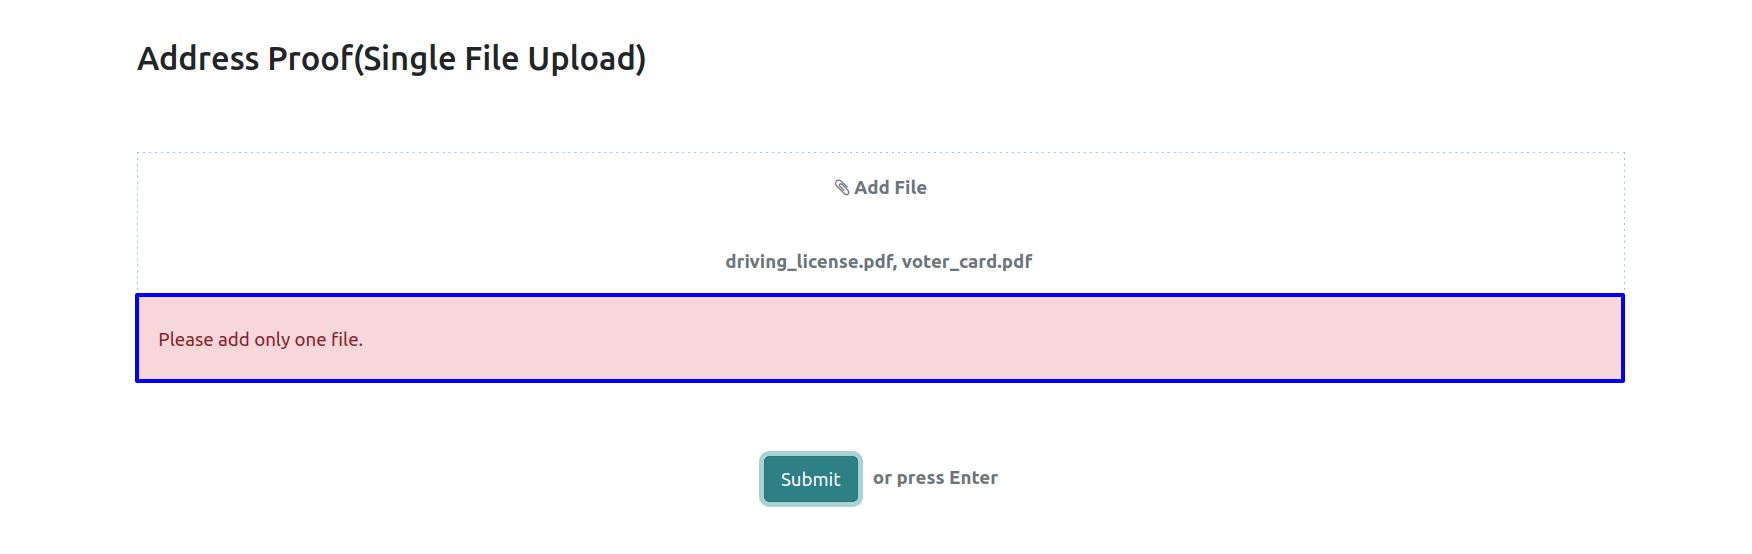 Address Proof(Single File Upload)
Add File
driving_license.pdf, voter_card.pdf
Please add only one file.
Submit or press Enter